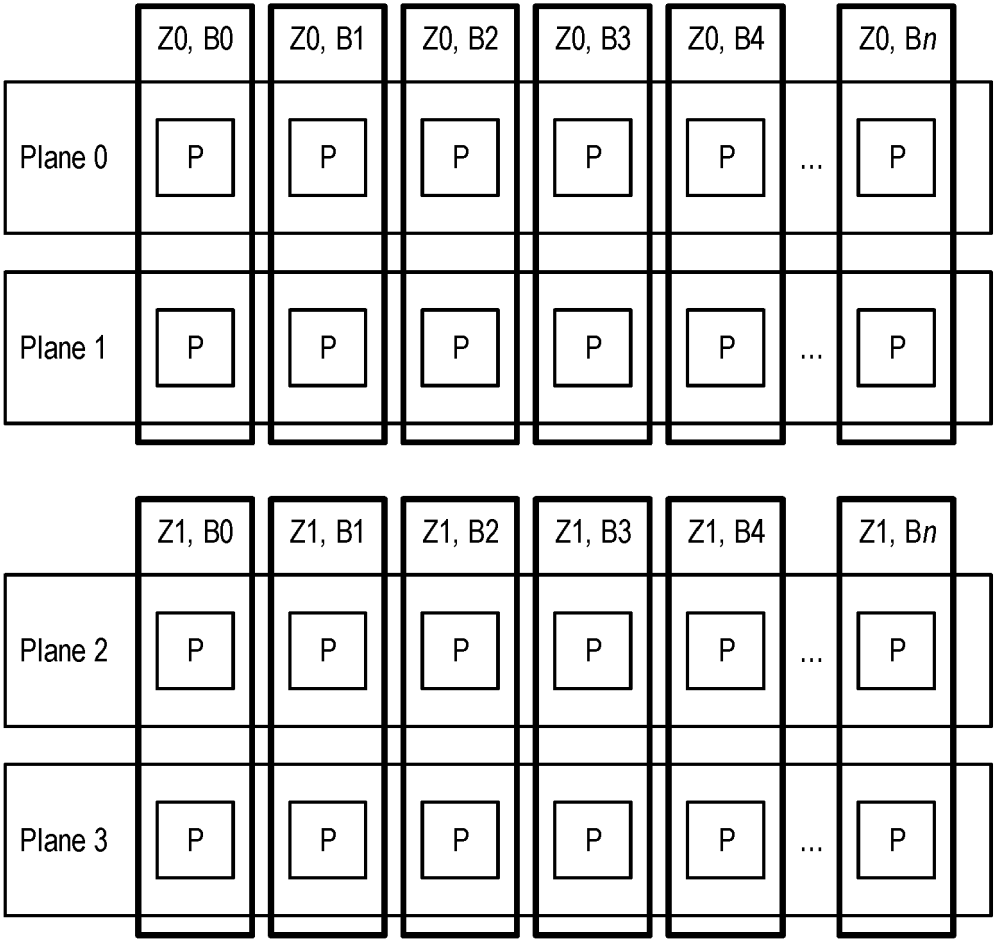 Z0, B0 Z0, B1 Z0, B2 Z0, B3 Z0, B4 Z0, Bn
Plane 0 P P P P P ... P
Plane 1 P P P P P ... P
Z1, B0 Z1, B1 Z1, B2 Z1, B3 Z1, B4 Z1, Bn
Plane 2 P P P P P ... P
Plane 3 P P P P P ... P